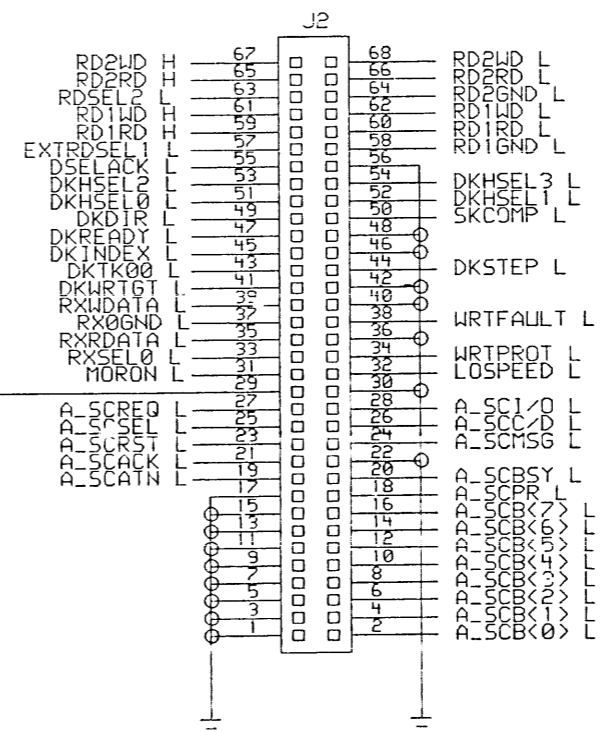 J2
RD2WD H 67 68 RD2WD L
RD2RD H 65 66 RD2RD L
RDSEL2 L 63 64 RD2GND L
RD1WD H 61 62 RD1WD L
RD1RD H 59 60 RD1RD L
EXTRDSEL1 L 57 58 RD1GND L
DSELACK L 55 56
DKHSEL2 L 53 54 DKHSEL3 L
DKHSEL0 L 51 52 DKHSEL1 L
DKDIR L 49 50 SKCOMP L
DKREADY L 47 48
DKINDEX L 45 46
DKTK00 L 43 44 DKSTEP L
DKWRTGT L 41 42
RXWDATA L 39 40
RX0GND L 37 38 WRTFAULT L
RXRDATA L 35 36
RXSEL0 L 33 34 WRTPROT L
MORON L 31 32 LOSPEED L
29 30
A_SCREQ L 27 28 A_SCI/O L
A_SCSEL L 25 26 A_SCC/D L
A_SCRST L 23 24 A_SCMSG L
A_SCACK L 21 22
A_SCATN L 19 20 A_SCBSY L
17 18 A_SCPR L
15 16 A_SCB<7> L
13 14 A_SCB<6> L
11 12 A_SCB<5> L
9 10 A_SCB<4> L
7 8 A_SCB<3> L
5 6 A_SCB<2> L
3 4 A_SCB<1> L
1 2 A_SCB<0> L